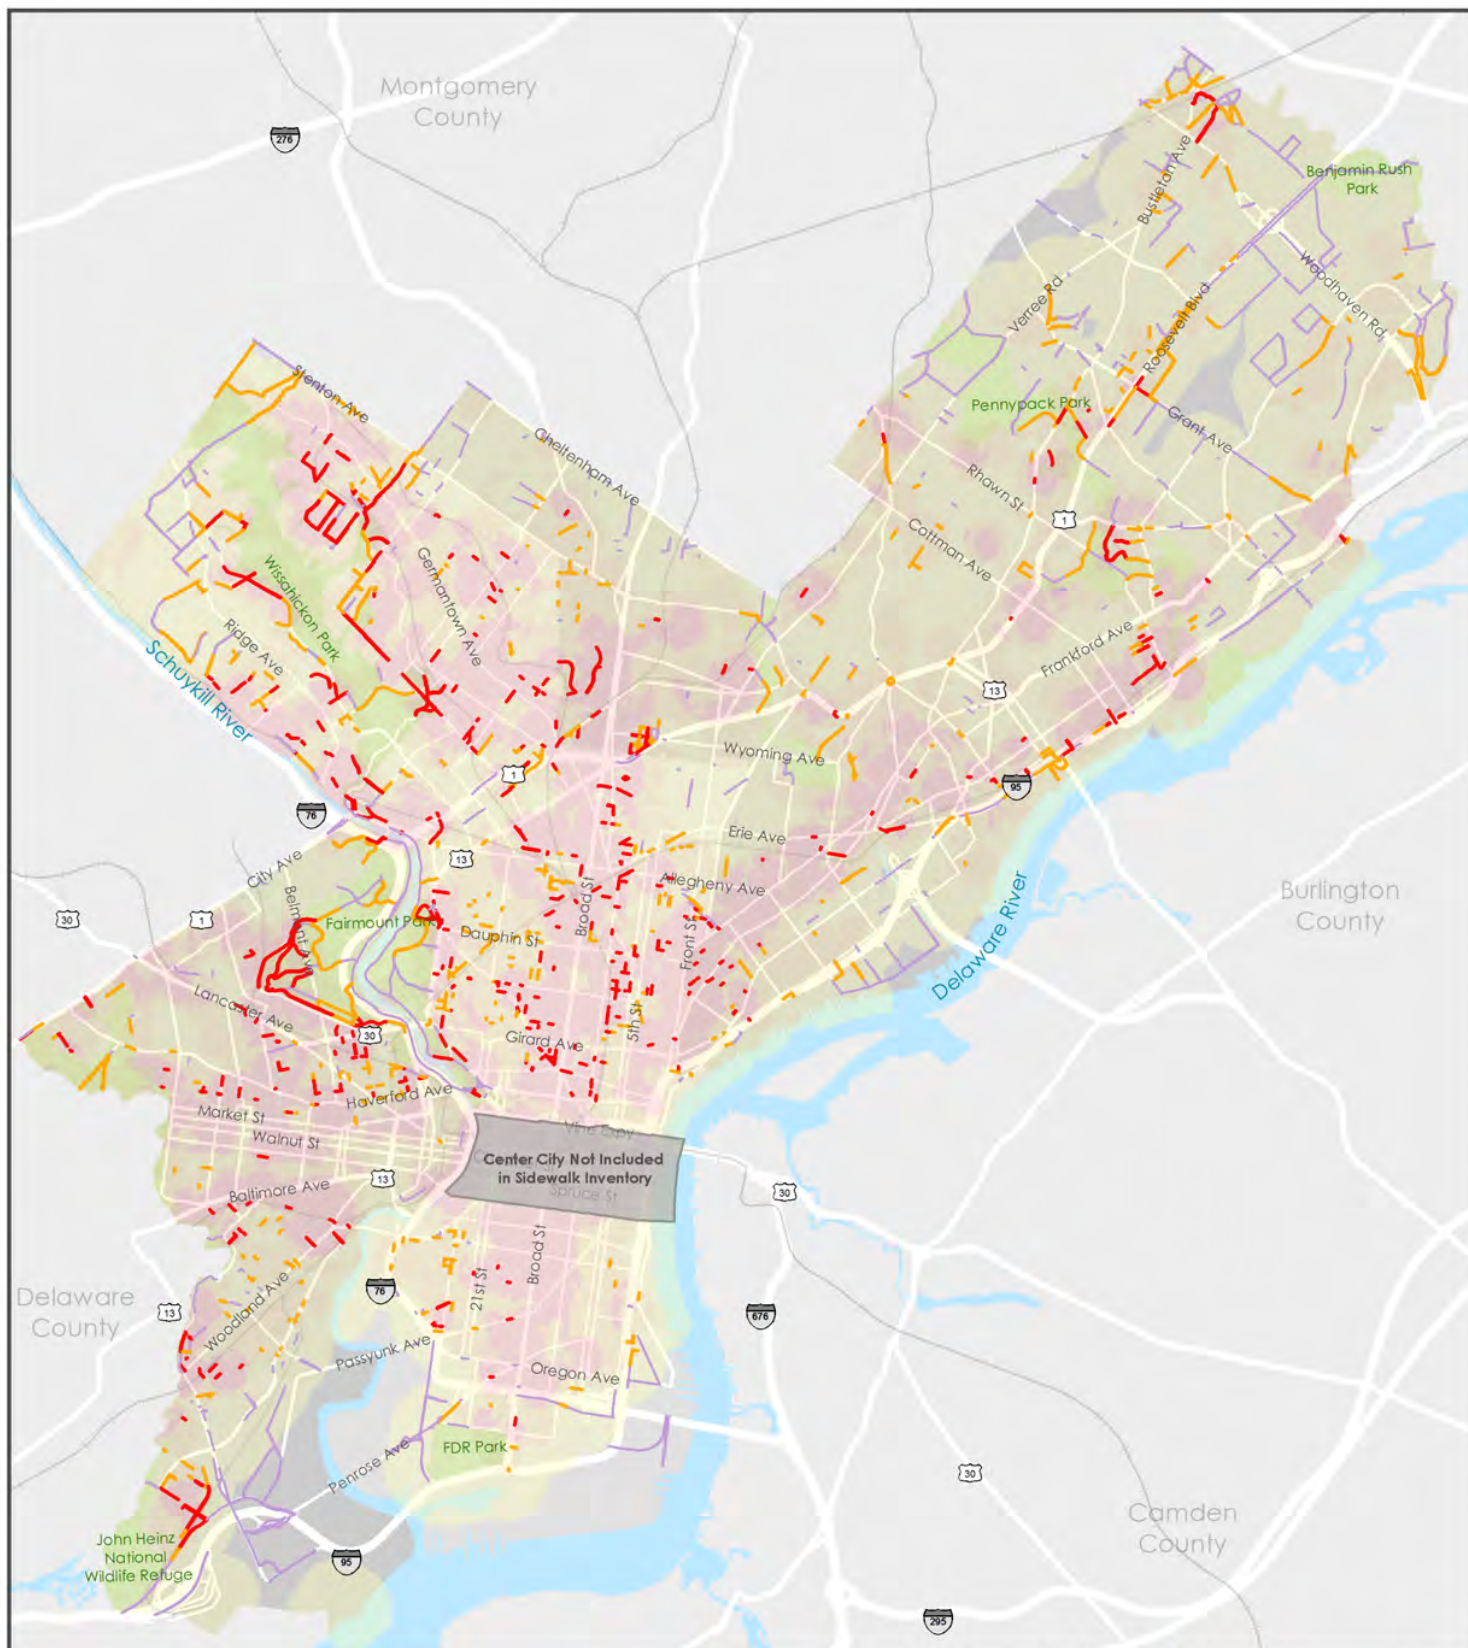 Montgomery
County
276
Benjamin Rush
Park
Bustleton Ave
Woodhaven Rd
Verree Rd
Roosevelt Blvd
Stenton Ave
Pennypack Park
Grant Ave
Cheltenham Ave
Rhawn St
1
Cottman Ave
Germantown Ave
Wissahickon Park
Ridge Ave
Frankford Ave
Schuykill River
13
Wyoming Ave
1
95
76
Erie Ave
City Ave
13
Allegheny Ave
Broad St
Belmont Ave
30
1
Fairmount Park
Dauphin St
Front St
Burlington
County
Delaware River
Lancaster Ave
30
Girard Ave
5th St
Haverford Ave
Market St
Walnut St
Vine Expy
Center City Not Included
in Sidewalk Inventory
Spruce St
13
Baltimore Ave
30
Broad St
21st St
76
Delaware
County
13
Woodland Ave
676
Passyunk Ave
Oregon Ave
FDR Park
Penrose Ave
30
Camden
County
John Heinz
National
Wildlife Refuge
95
295